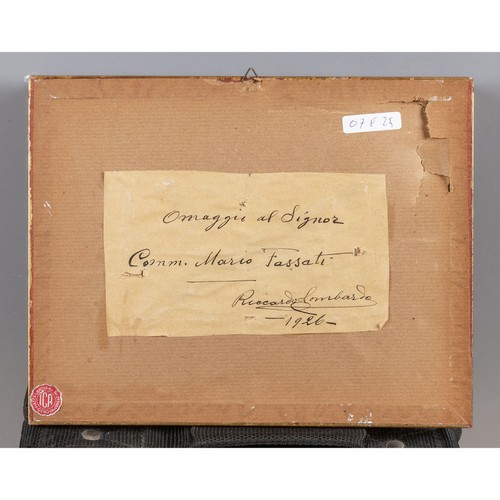 07 F 25
Omaggio al Signor
Comm. Mario Fassati
Riccardo Lombardo
— 1926 —